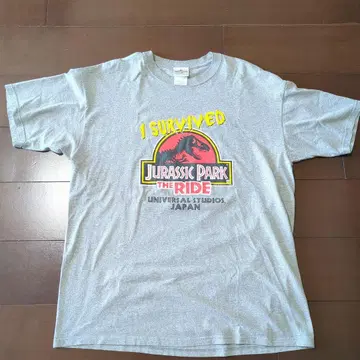 I SURVIVED
JURASSIC PARK
THE RIDE
UNIVERSAL STUDIOS
JAPAN